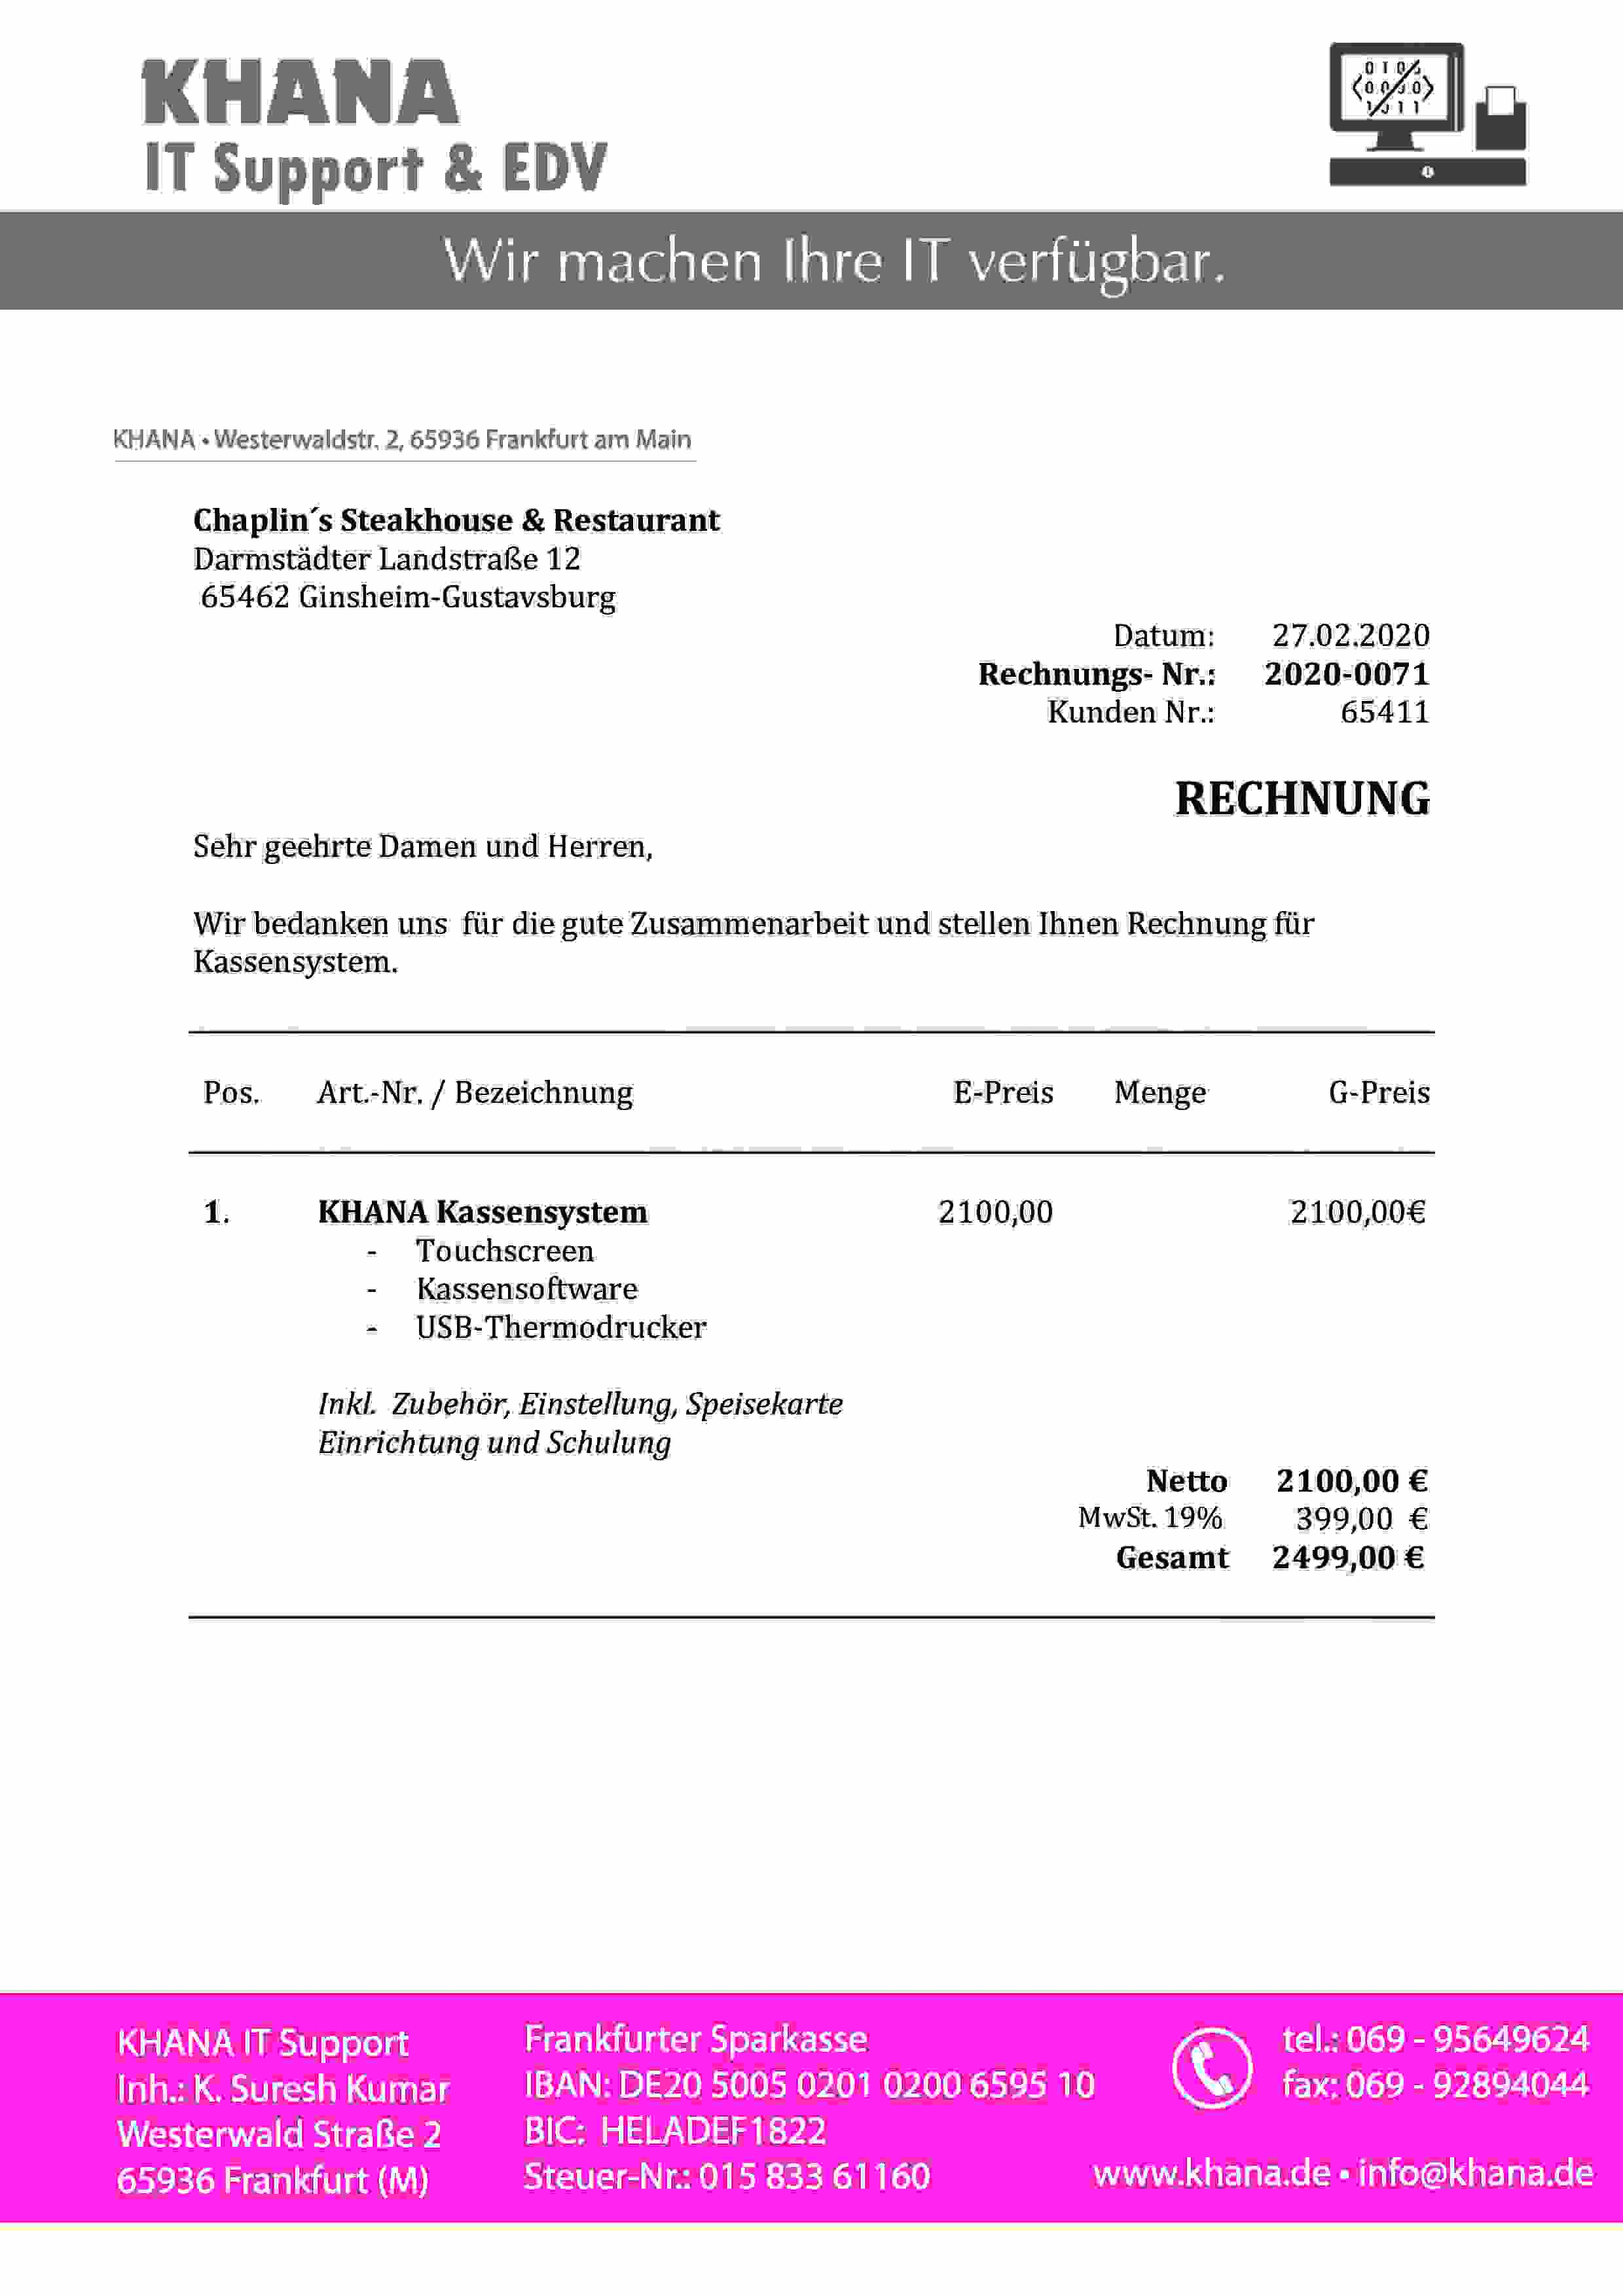 KHANA
IT Support & EDV
Wir machen Ihre IT verfügbar.
KHANA • Westerwaldstr. 2, 65936 Frankfurt am Main
Chaplin´s Steakhouse & Restaurant
Darmstädter Landstraße 12
65462 Ginsheim-Gustavsburg
Datum: 27.02.2020
Rechnungs- Nr.: 2020-0071
Kunden Nr.: 65411
RECHNUNG
Sehr geehrte Damen und Herren,
Wir bedanken uns für die gute Zusammenarbeit und stellen Ihnen Rechnung für
Kassensystem.
Pos. Art.-Nr. / Bezeichnung E-Preis Menge G-Preis
1. KHANA Kassensystem 2100,00 2100,00€
- Touchscreen
- Kassensoftware
- USB-Thermodrucker
Inkl. Zubehör, Einstellung, Speisekarte
Einrichtung und Schulung
Netto 2100,00 €
MwSt. 19% 399,00 €
Gesamt 2499,00 €
KHANA IT Support
Inh.: K. Suresh Kumar
Westerwald Straße 2
65936 Frankfurt (M)
Frankfurter Sparkasse
IBAN: DE20 5005 0201 0200 6595 10
BIC: HELADEF1822
Steuer-Nr.: 015 833 61160
tel.: 069 - 95649624
fax: 069 - 92894044
www.khana.de • info@khana.de